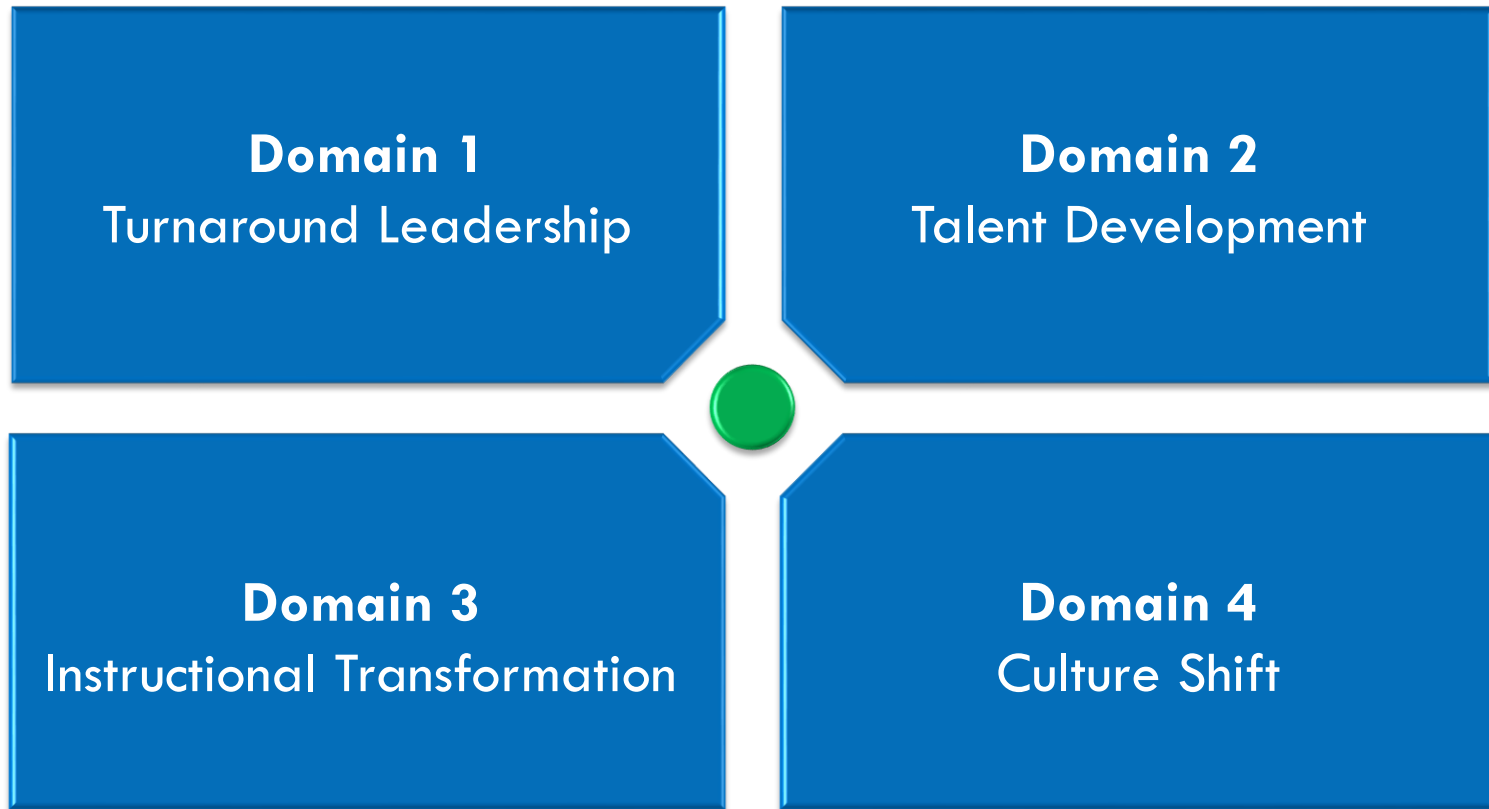 Domain 1
Turnaround Leadership
Domain 2
Talent Development
Domain 3
Instructional Transformation
Domain 4
Culture Shift